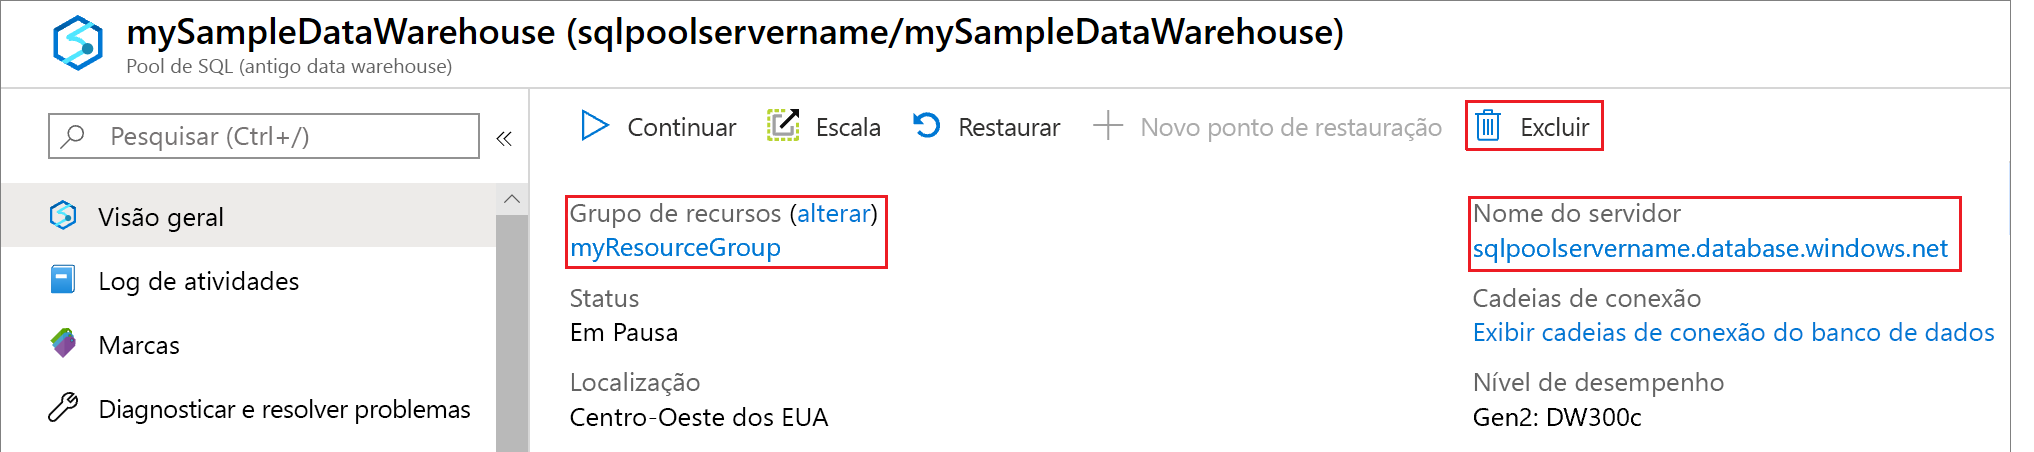 mySampleDataWarehouse (sqlpoolservername/mySampleDataWarehouse)
Pool de SQL (antigo data warehouse)
Pesquisar (Ctrl+/)
«
Visão geral
Log de atividades
Marcas
Diagnosticar e resolver problemas
Continuar
Escala
Restaurar
Novo ponto de restauração
Excluir
Grupo de recursos (alterar)
myResourceGroup
Status
Em Pausa
Localização
Centro-Oeste dos EUA
Nome do servidor
sqlpoolservername.database.windows.net
Cadeias de conexão
Exibir cadeias de conexão do banco de dados
Nível de desempenho
Gen2: DW300c